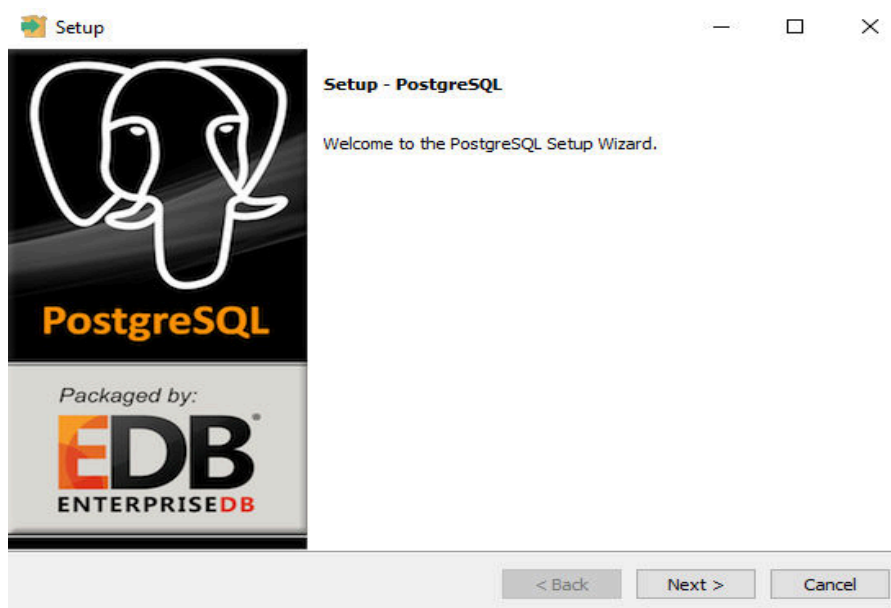 Setup
Setup - PostgreSQL
Welcome to the PostgreSQL Setup Wizard.
PostgreSQL
Packaged by:
EDB
ENTERPRISEDB
< Back
Next >
Cancel